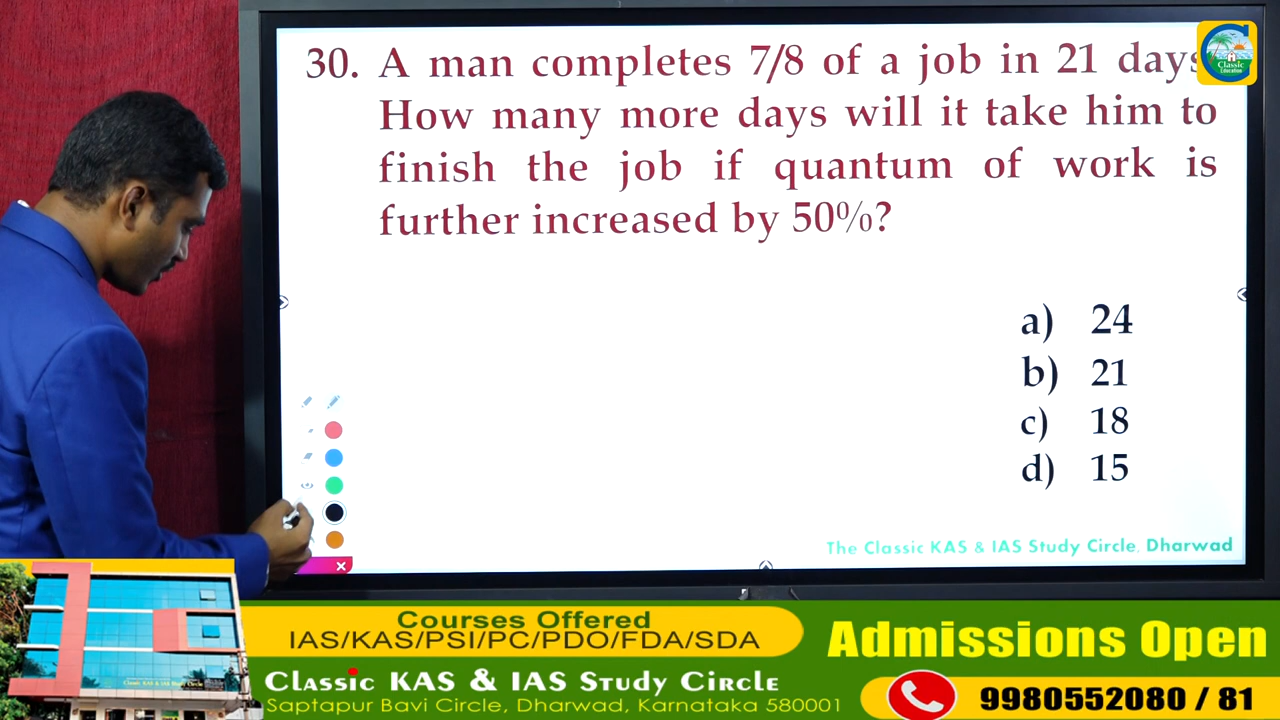 30. A man completes 7/8 of a job in 21 days.
How many more days will it take him to
finish the job if quantum of work is
further increased by 50%?
a) 24
b) 21
c) 18
d) 15
The Classic KAS & IAS Study Circle, Dharwad
Classic
Education
Courses Offered
IAS/KAS/PSI/PC/PDO/FDA/SDA
Classic KAS & IAS Study Circle
Saptapur Bavi Circle, Dharwad, Karnataka 580001
Admissions Open
9980552080 / 81